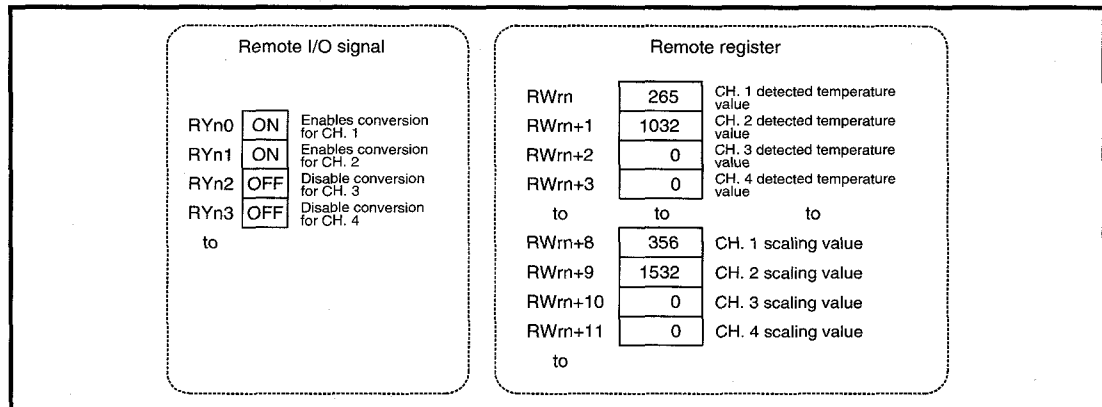 Remote I/O signal
RYn0 ON Enables conversion
for CH. 1
RYn1 ON Enables conversion
for CH. 2
RYn2 OFF Disable conversion
for CH. 3
RYn3 OFF Disable conversion
for CH. 4
to
Remote register
RWrn 265 CH. 1 detected temperature
value
RWrn+1 1032 CH. 2 detected temperature
value
RWrn+2 0 CH. 3 detected temperature
value
RWrn+3 0 CH. 4 detected temperature
value
to to to
RWrn+8 356 CH. 1 scaling value
RWrn+9 1532 CH. 2 scaling value
RWrn+10 0 CH. 3 scaling value
RWrn+11 0 CH. 4 scaling value
to